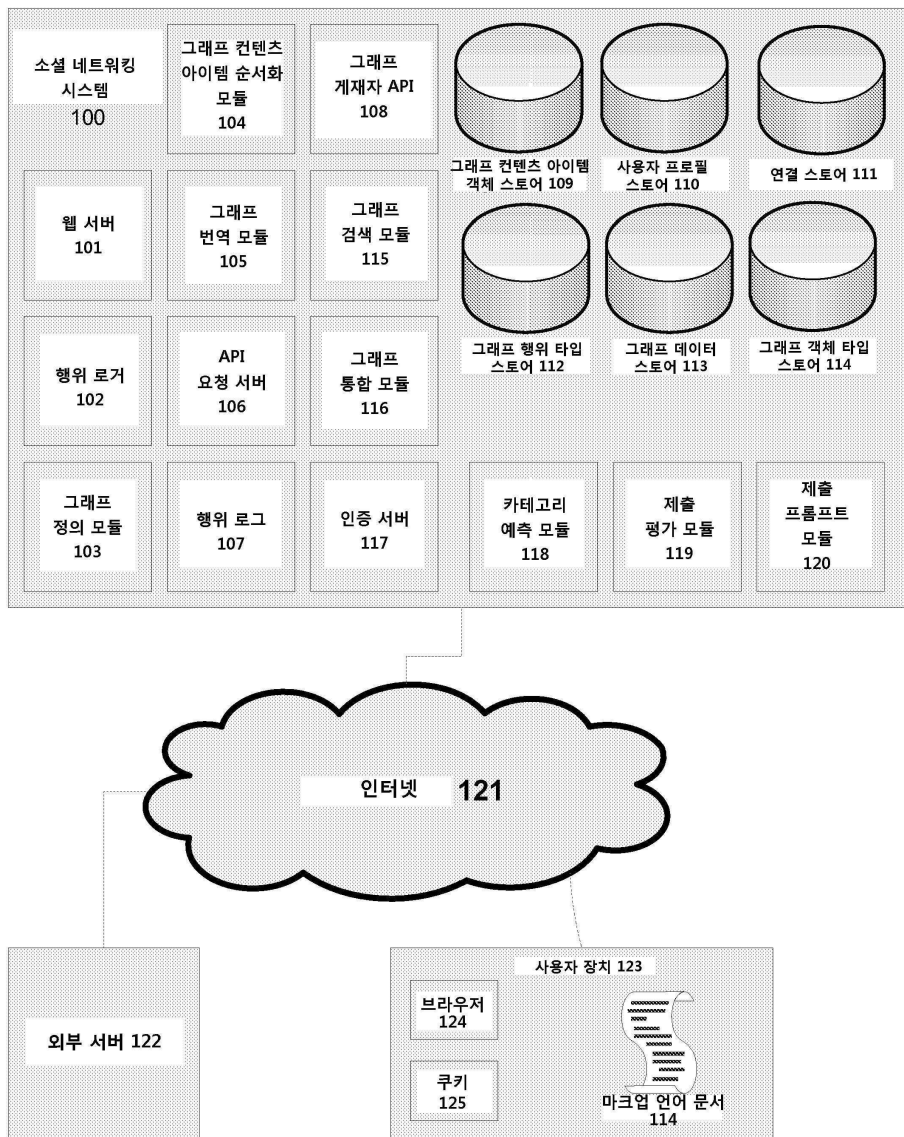 소셜 네트워킹
시스템
100
그래프 컨텐츠
아이템 순서화
모듈
104
그래프
게재자 API
108
그래프 컨텐츠 아이템
객체 스토어 109
사용자 프로필
스토어 110
연결 스토어 111
웹 서버
101
그래프
번역 모듈
105
그래프
검색 모듈
115
그래프 행위 타입
스토어 112
그래프 데이터
스토어 113
그래프 객체 타입
스토어 114
행위 로거
102
API
요청 서버
106
그래프
통합 모듈
116
그래프
정의 모듈
103
행위 로그
107
인증 서버
117
카테고리
예측 모듈
118
제출
평가 모듈
119
제출
프롬프트
모듈
120
인터넷 121
외부 서버 122
사용자 장치 123
브라우저
124
쿠키
125
마크업 언어 문서
114